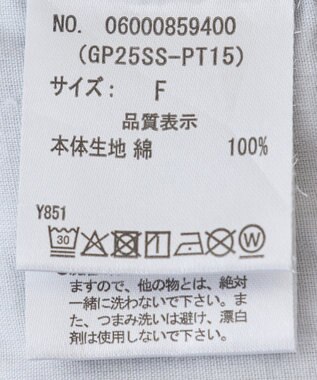 NO. 06000859400
(GP25SS-PT15)
サイズ: F
品質表示
本体生地 綿 100%
Y851
30
W
ますので、他の物とは、絶対
一緒に洗わないで下さい。ま
た、つまみ洗いは避け、漂白
剤は使用しないで下さい。